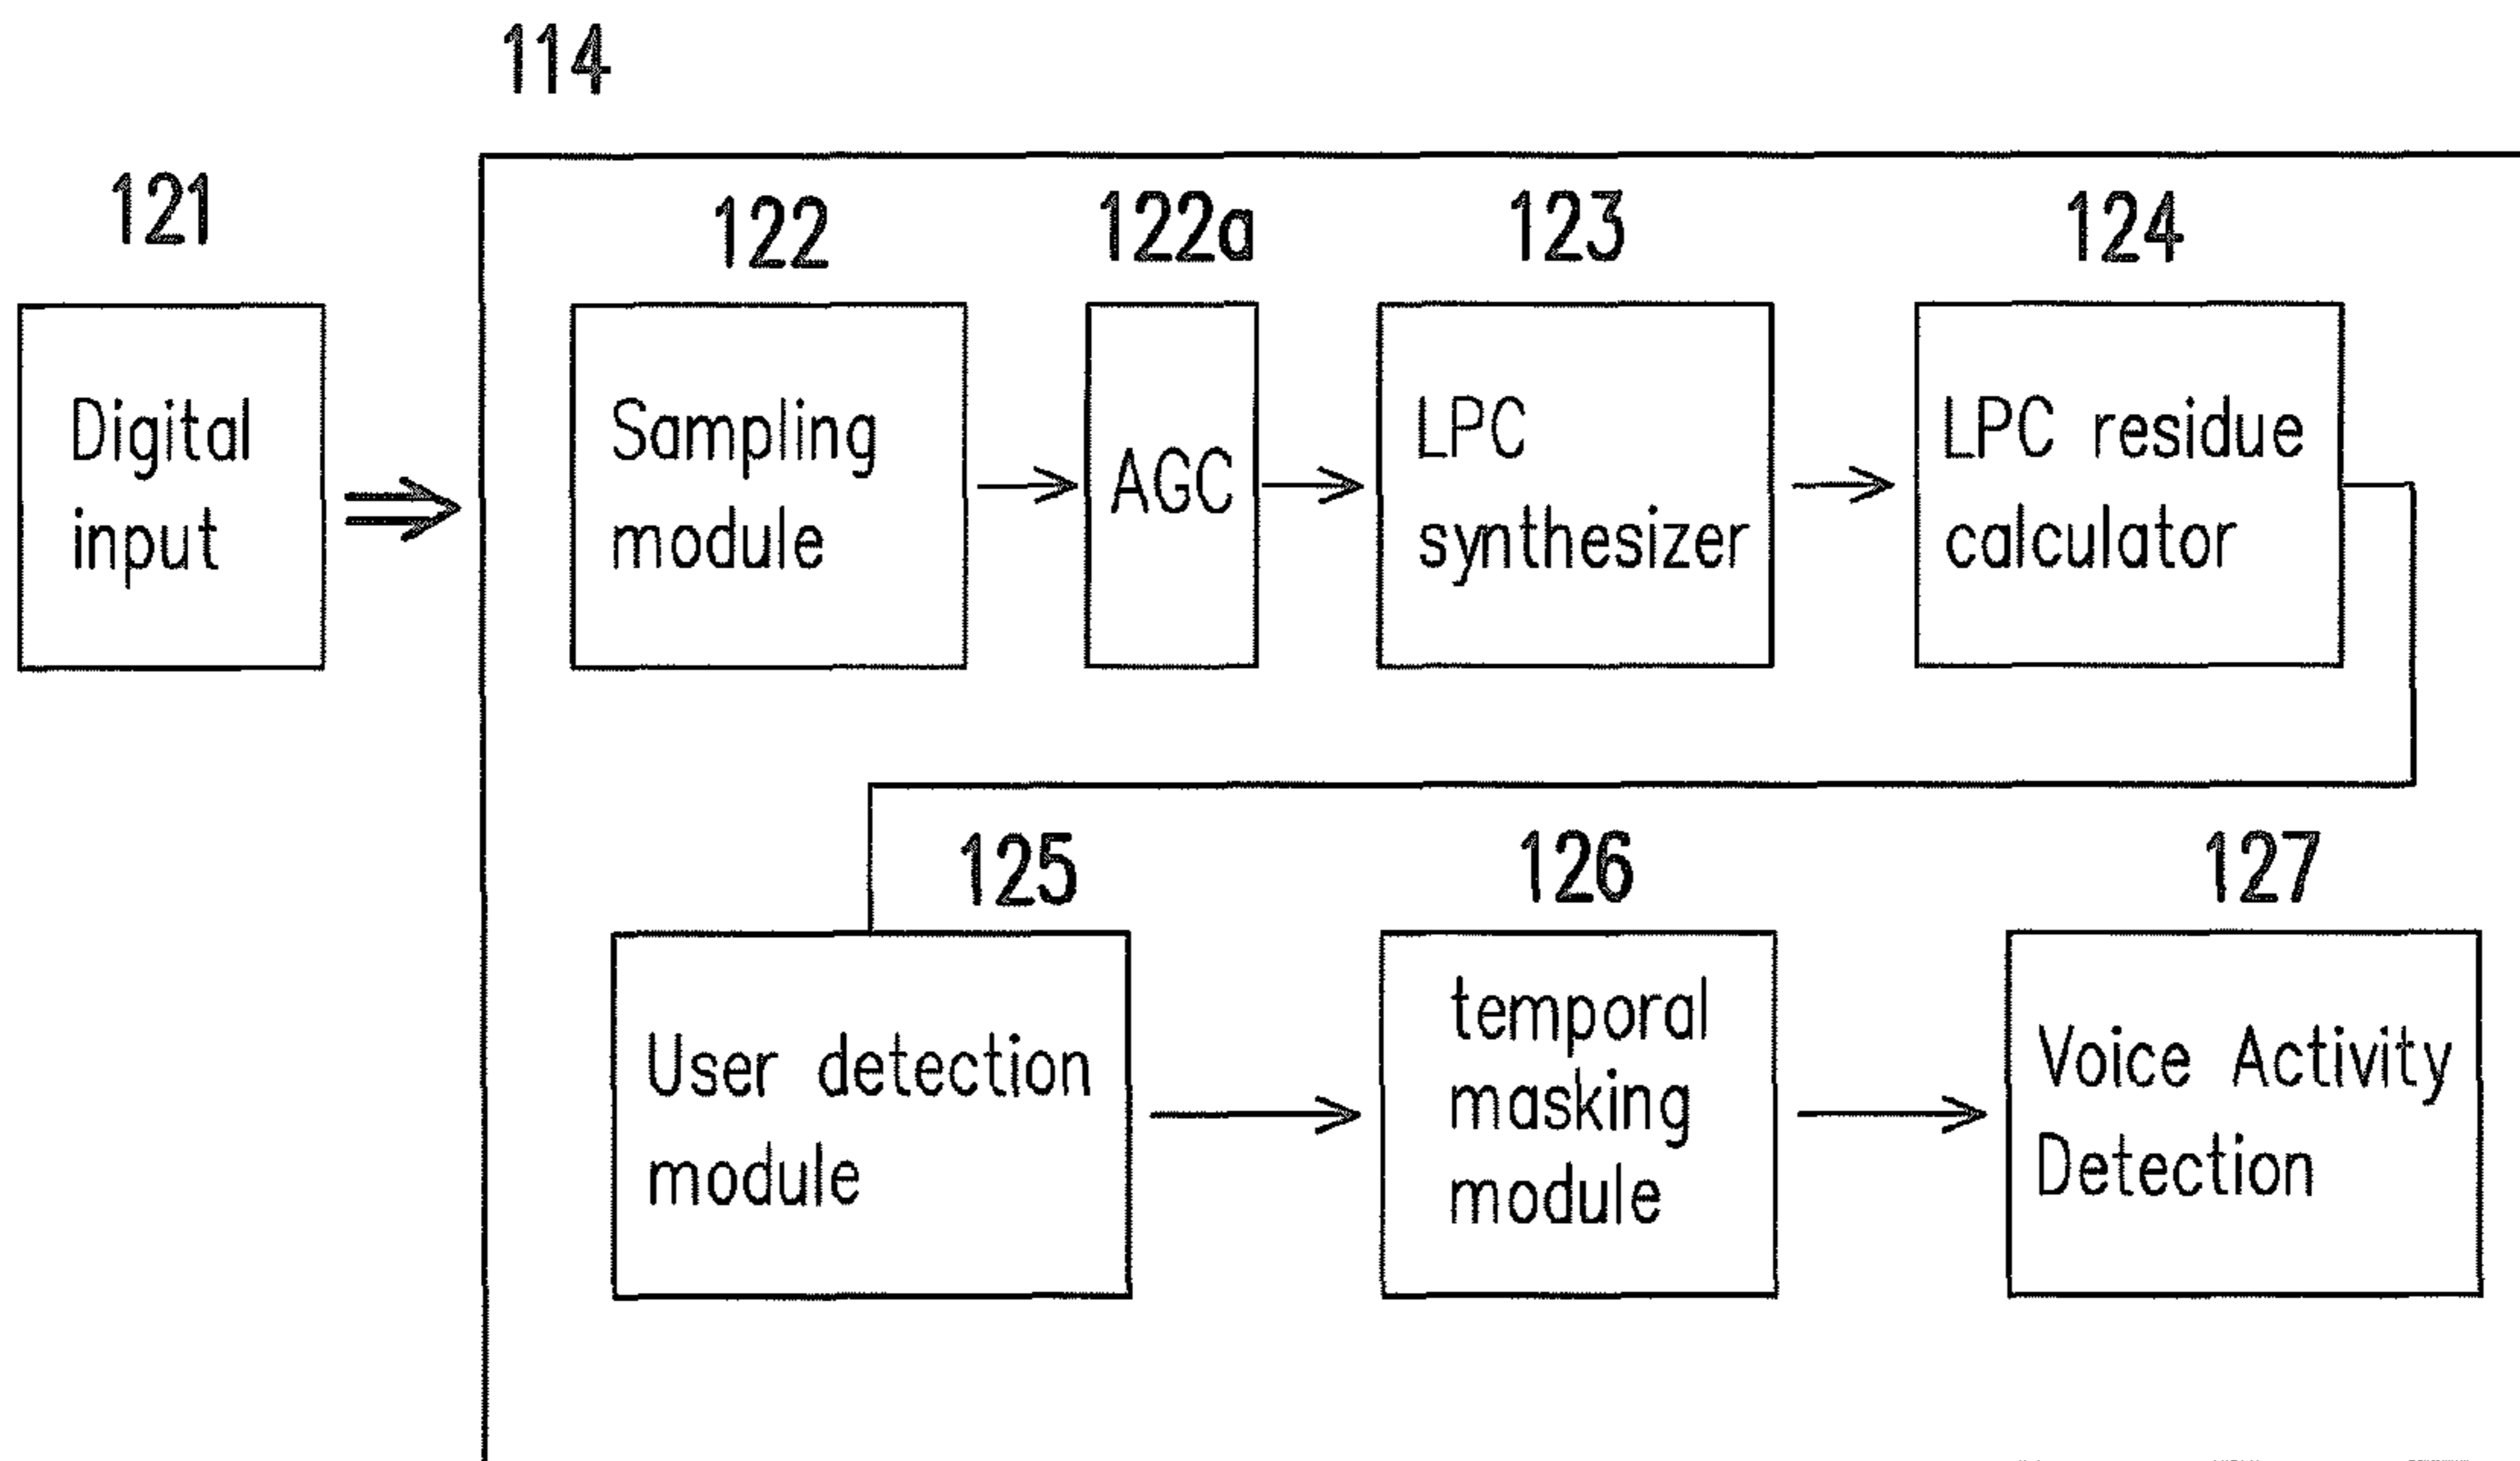 114
121
122
122a
123
124
Digital
input
Sampling
module
AGC
LPC
synthesizer
LPC residue
calculator
125
126
127
User detection
module
temporal
masking
module
Voice Activity
Detection